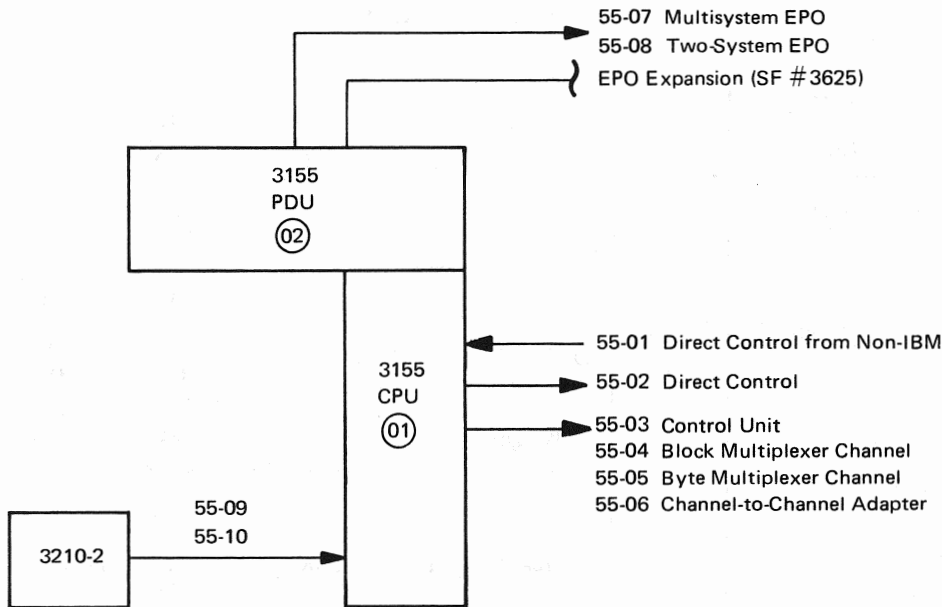 55-07 Multisystem EPO
55-08 Two-System EPO
EPO Expansion (SF #3625)
3155
PDU
02
55-01 Direct Control from Non-IBM
3155
CPU
01
55-02 Direct Control
55-03 Control Unit
55-04 Block Multiplexer Channel
55-05 Byte Multiplexer Channel
55-06 Channel-to-Channel Adapter
55-09
55-10
3210-2